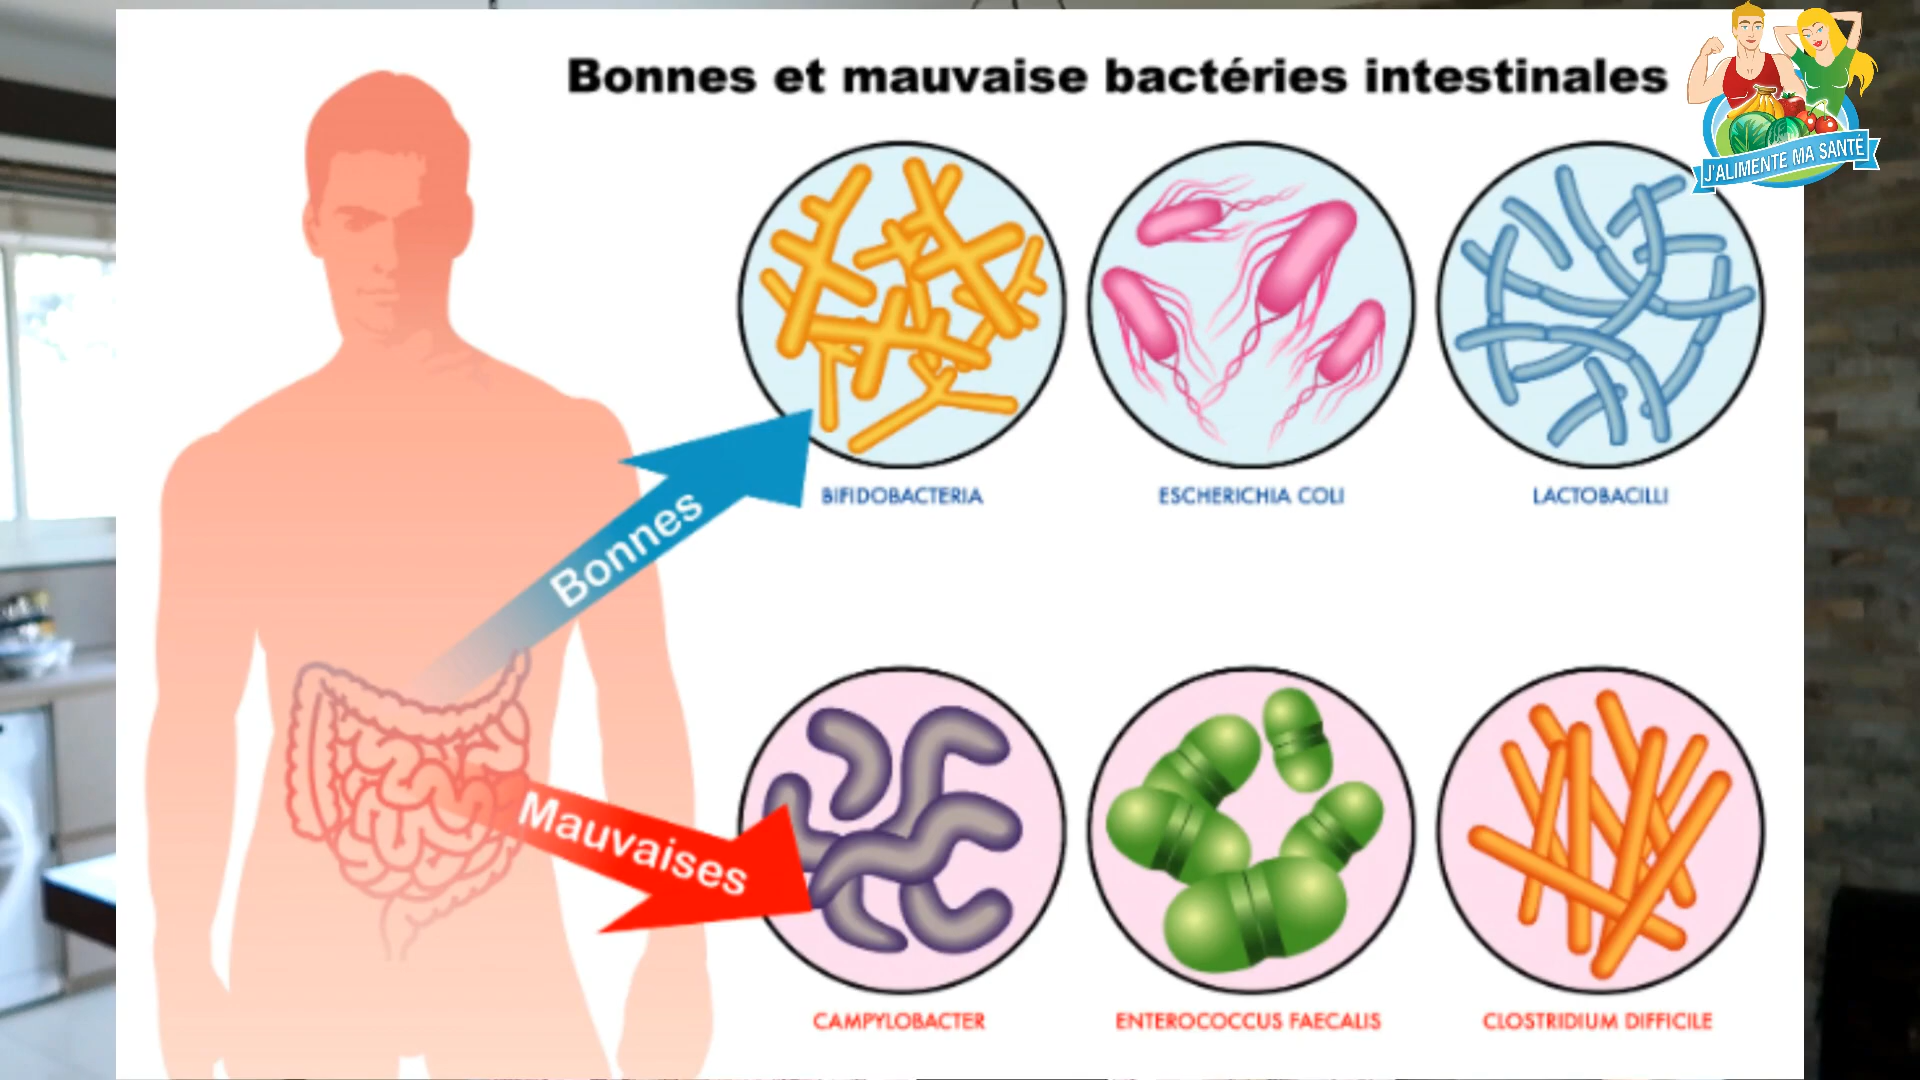 Bonnes et mauvaise bactéries intestinales
J'ALIMENTE MA SANTÉ
BIFIDOBACTERIA
ESCHERICHIA COLI
LACTOBACILLI
Bonnes
Mauvaises
CAMPYLOBACTER
ENTEROCOCCUS FAECALIS
CLOSTRIDIUM DIFFICILE